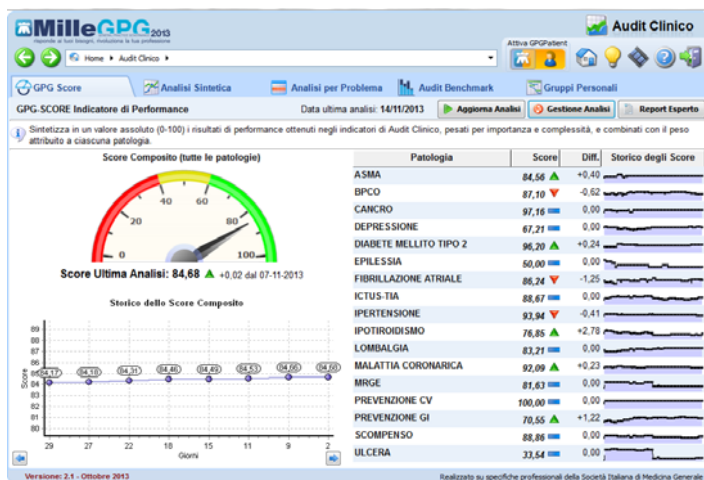 MilleGPG 2013
risponde ai tuoi bisogni, rivoluziona la tua professione
Audit Clinico
Home Audit Clinico
Attiva GPGPatient
GPG Score Analisi Sintetica Analisi per Problema Audit Benchmark Gruppi Personali
GPG-SCORE Indicatore di Performance Data ultima analisi: 14/11/2013 Aggiorna Analisi Gestione Analisi Report Esperto
Sintetizza in un valore assoluto (0-100) i risultati di performance ottenuti negli indicatori di Audit Clinico, pesati per importanza e complessità, e combinati con il peso
attribuito a ciascuna patologia.
Score Composito (tutte le patologie)
0 20 40 60 80 100
Score Ultima Analisi: 84,68 +0,02 dal 07-11-2013
Storico dello Score Composito
Score
89
88
87
86
85
84
83
82
81
80
84,17 84,18 84,31 84,46 84,49 84,53 84,66 84,68
29 27 22 18 15 11 9 2
Giorni
Patologia Score Diff. Storico degli Score
ASMA 84,56 +0,40
BPCO 87,10 -0,62
CANCRO 97,16 0,00
DEPRESSIONE 67,21 0,00
DIABETE MELLITO TIPO 2 96,20 +0,24
EPILESSIA 50,00 0,00
FIBRILLAZIONE ATRIALE 86,24 -1,25
ICTUS-TIA 88,67 0,00
IPERTENSIONE 93,94 -0,41
IPOTIROIDISMO 76,85 +2,78
LOMBALGIA 83,21 0,00
MALATTIA CORONARICA 92,09 +0,23
MRGE 81,63 0,00
PREVENZIONE CV 100,00 0,00
PREVENZIONE GI 70,55 +1,22
SCOMPENSO 88,86 0,00
ULCERA 33,54 0,00
Versione: 2.1 - Ottobre 2013
Realizzato su specifiche professionali della Società Italiana di Medicina Generale